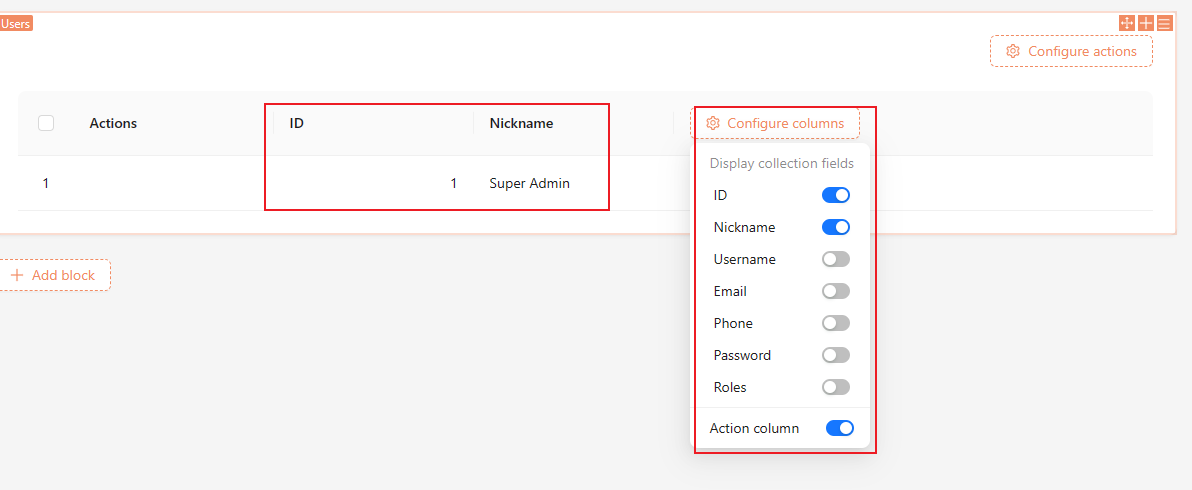 Users
Configure actions
Actions ID Nickname Configure columns
1 1 Super Admin
Display collection fields
ID
Nickname
Username
Email
Phone
Password
Roles
Action column
Add block